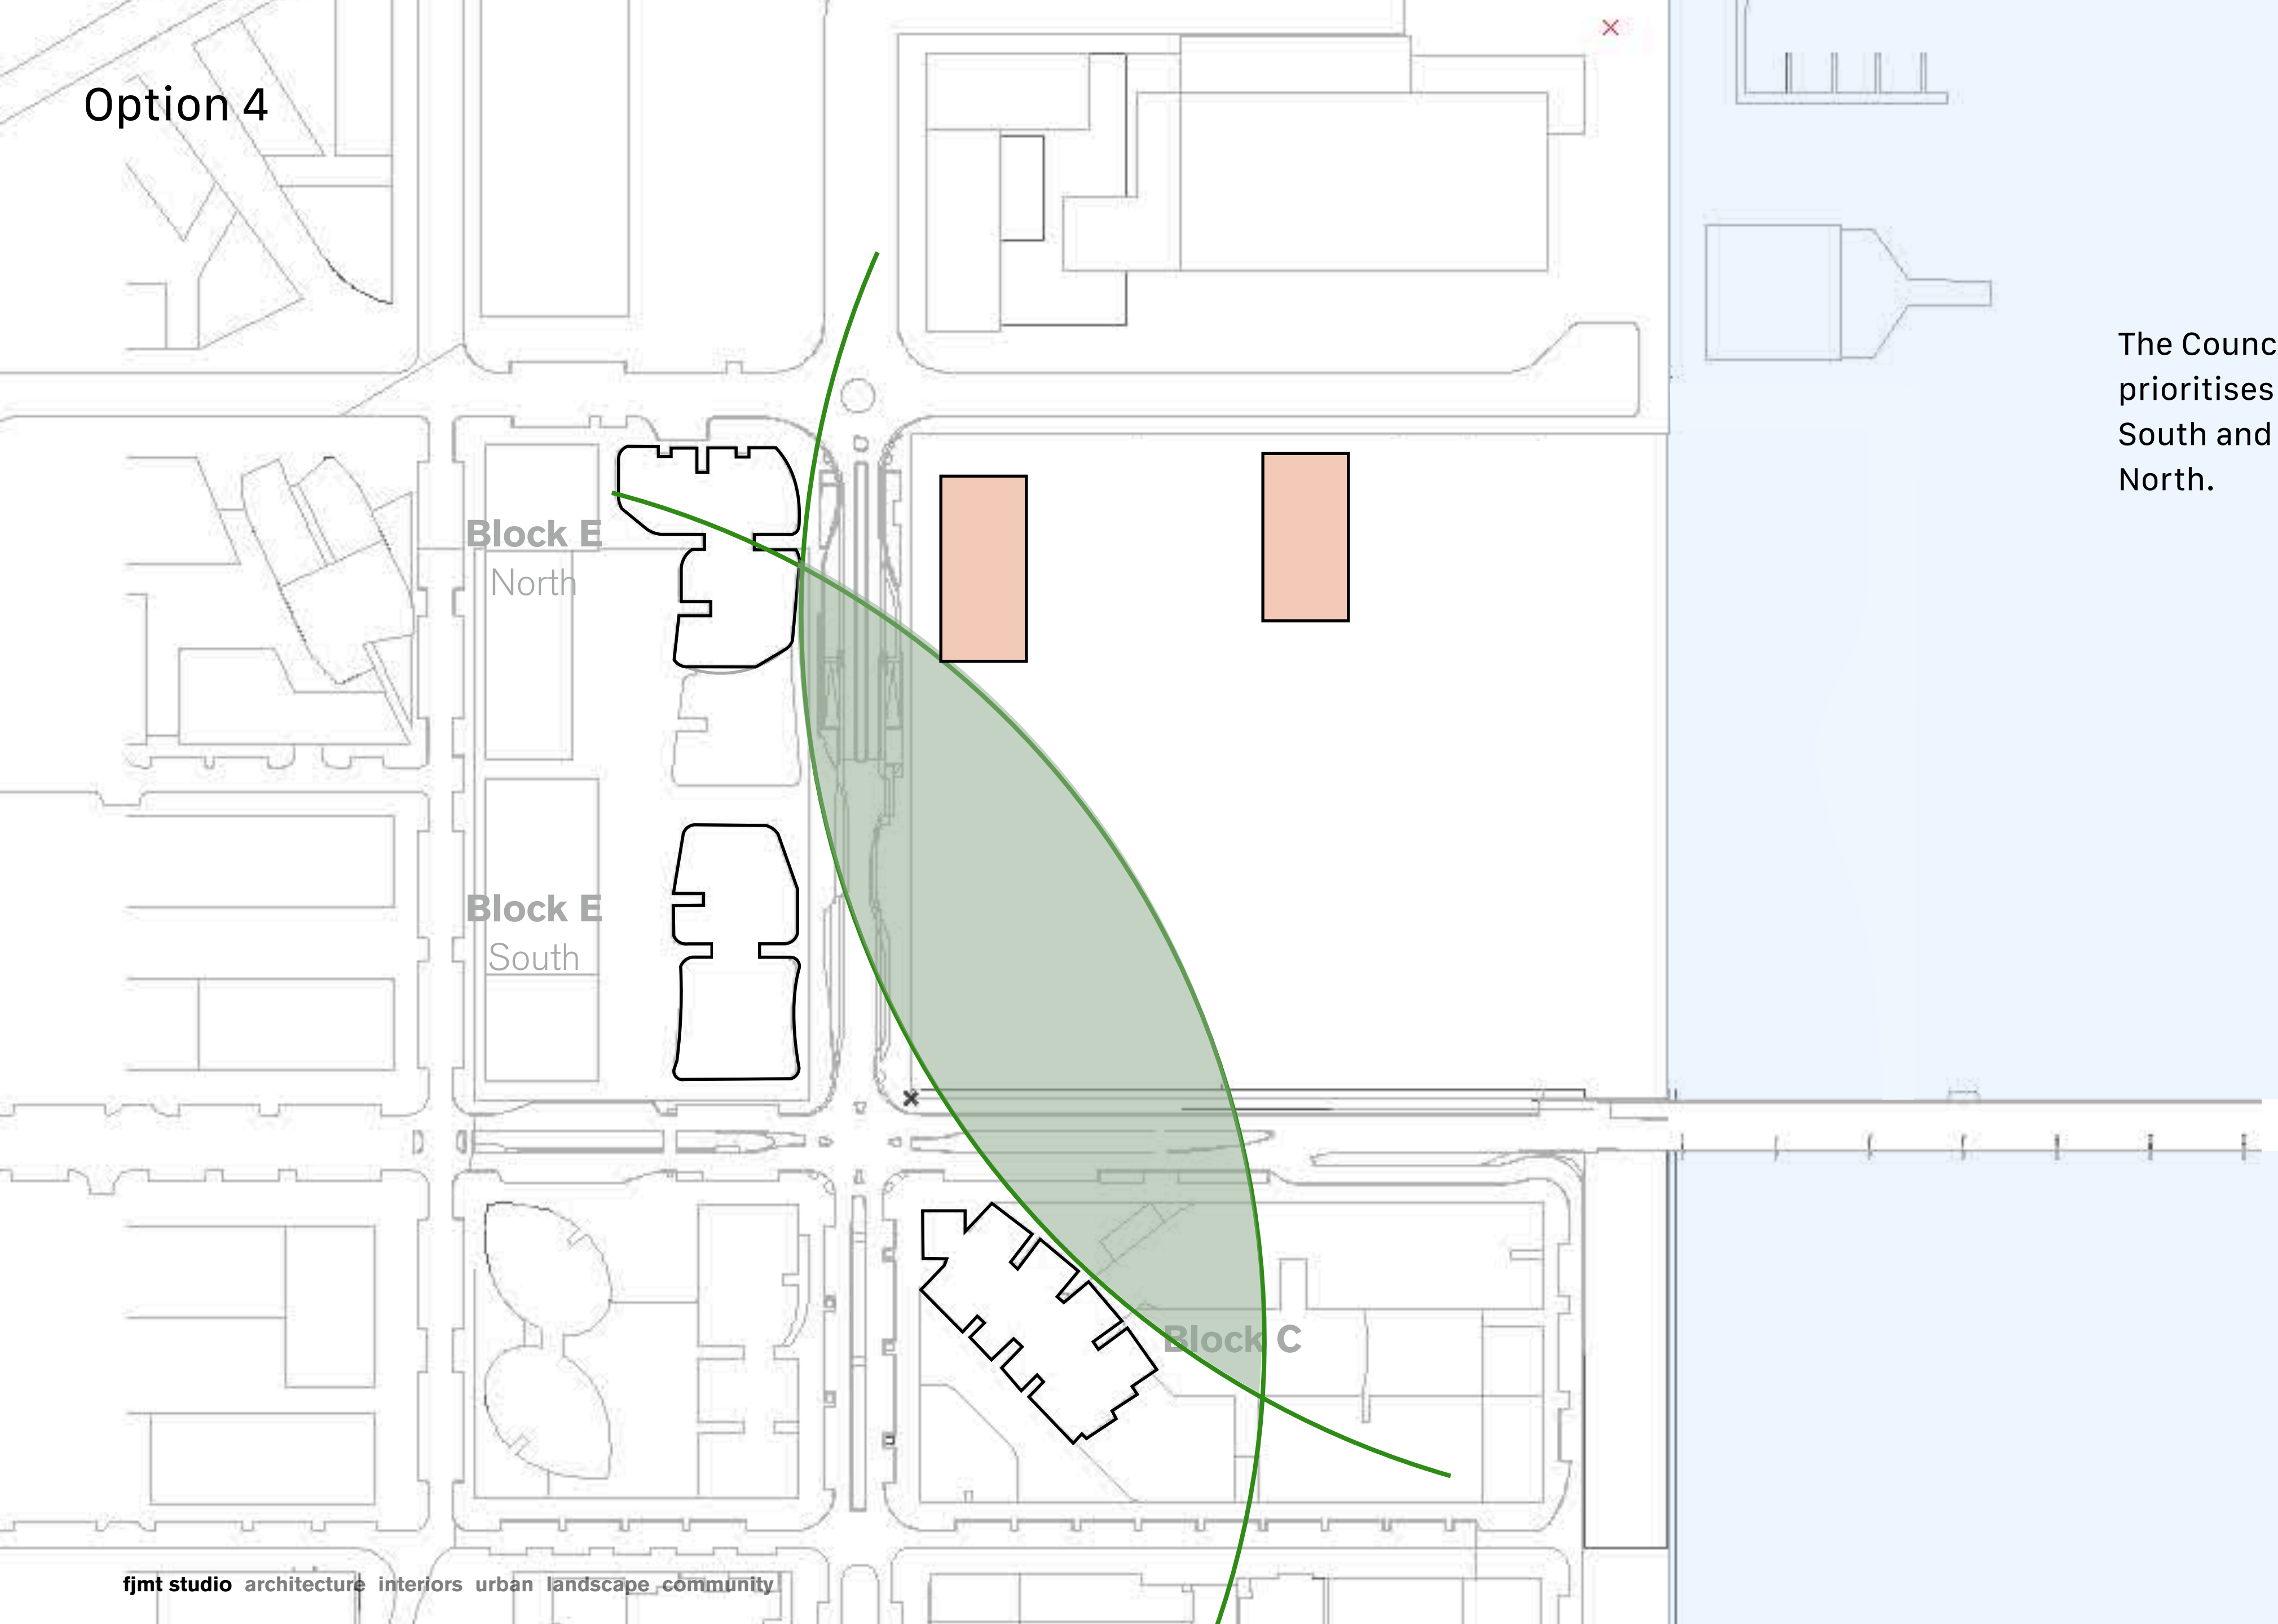 Option 4
The Counc
prioritises
South and
North.
Block E
North
Block E
South
Block C
fjmt studio architecture interiors urban landscape community